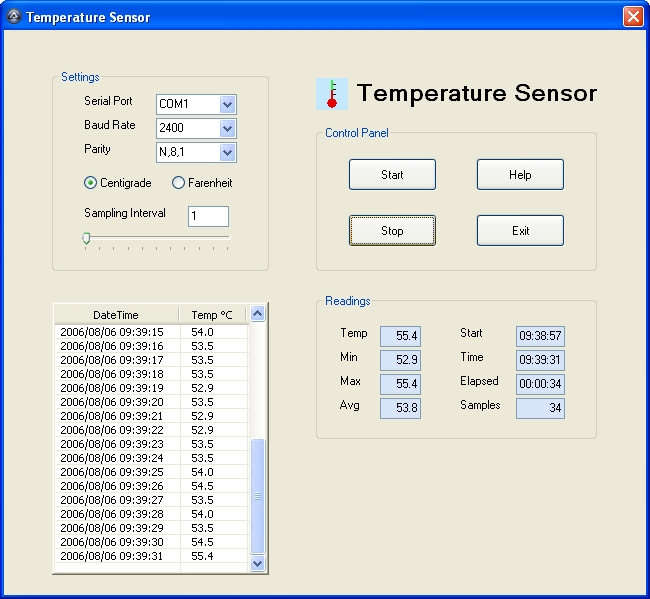 Temperature Sensor
Settings
Serial Port COM1
Baud Rate 2400
Parity N,8,1
Centigrade Farenheit
Sampling Interval 1
Temperature Sensor
Control Panel
Start Help
Stop Exit
DateTime Temp °C
2006/08/06 09:39:15 54.0
2006/08/06 09:39:16 53.5
2006/08/06 09:39:17 53.5
2006/08/06 09:39:18 53.5
2006/08/06 09:39:19 52.9
2006/08/06 09:39:20 53.5
2006/08/06 09:39:21 52.9
2006/08/06 09:39:22 52.9
2006/08/06 09:39:23 53.5
2006/08/06 09:39:24 53.5
2006/08/06 09:39:25 54.0
2006/08/06 09:39:26 54.5
2006/08/06 09:39:27 53.5
2006/08/06 09:39:28 54.0
2006/08/06 09:39:29 53.5
2006/08/06 09:39:30 54.5
2006/08/06 09:39:31 55.4
Readings
Temp 55.4 Start 09:38:57
Min 52.9 Time 09:39:31
Max 55.4 Elapsed 00:00:34
Avg 53.8 Samples 34